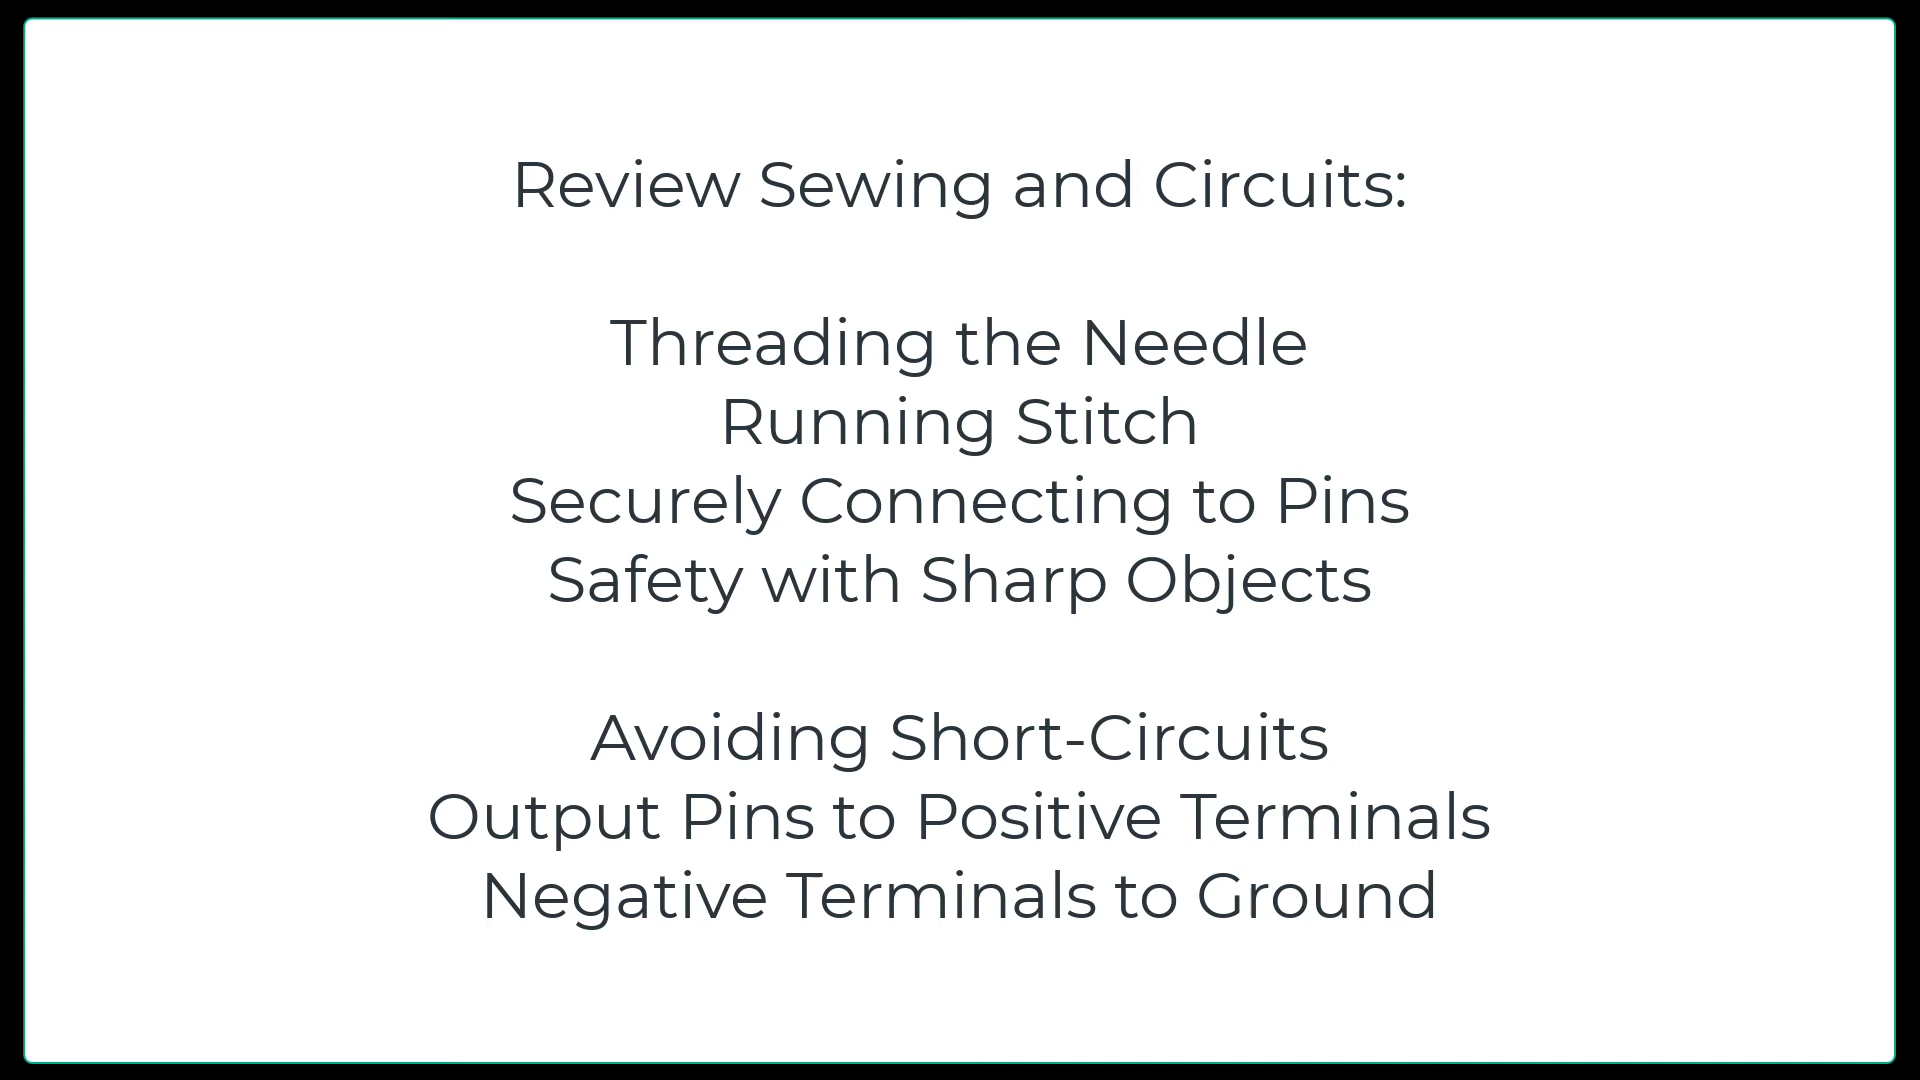 Review Sewing and Circuits:
Threading the Needle
Running Stitch
Securely Connecting to Pins
Safety with Sharp Objects
Avoiding Short-Circuits
Output Pins to Positive Terminals
Negative Terminals to Ground